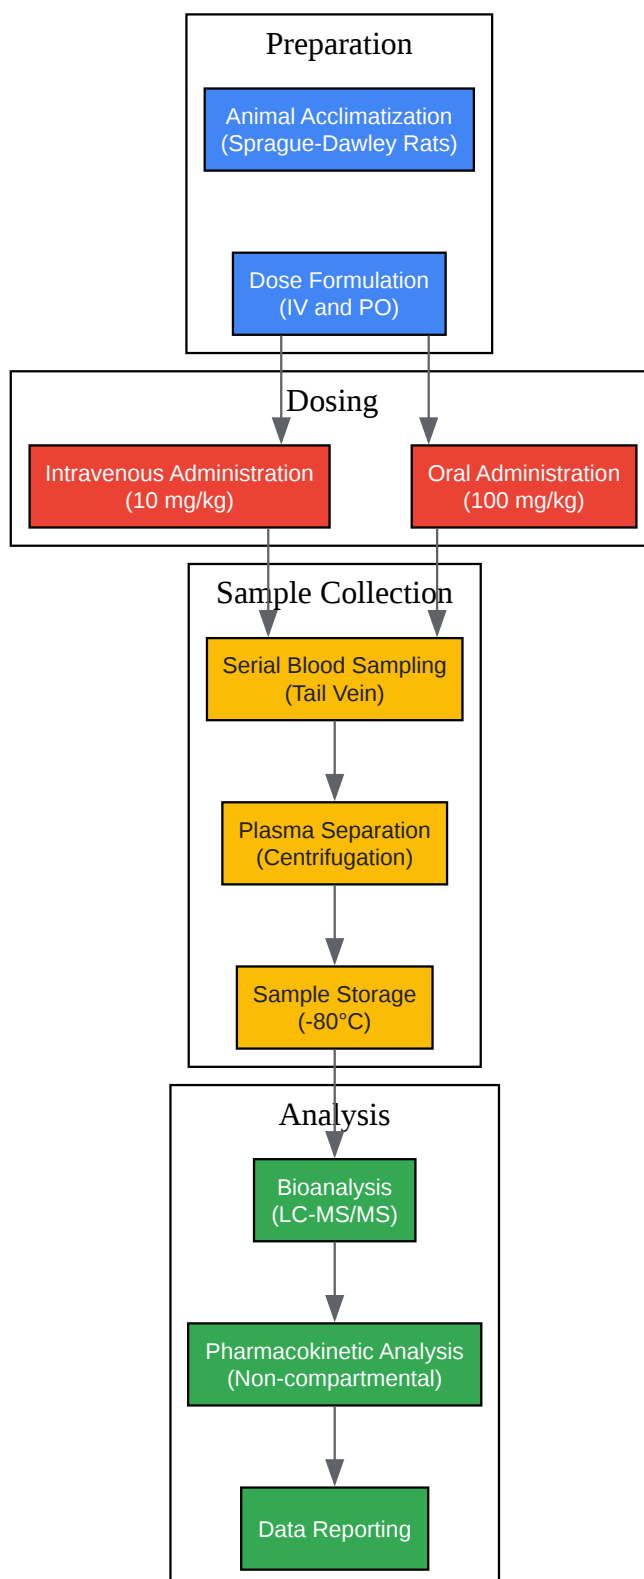 Preparation
Animal Acclimatization
(Sprague-Dawley Rats)
Dose Formulation
(IV and PO)
Dosing
Intravenous Administration
(10 mg/kg)
Oral Administration
(100 mg/kg)
Sample Collection
Serial Blood Sampling
(Tail Vein)
Plasma Separation
(Centrifugation)
Sample Storage
(-80°C)
Analysis
Bioanalysis
(LC-MS/MS)
Pharmacokinetic Analysis
(Non-compartmental)
Data Reporting